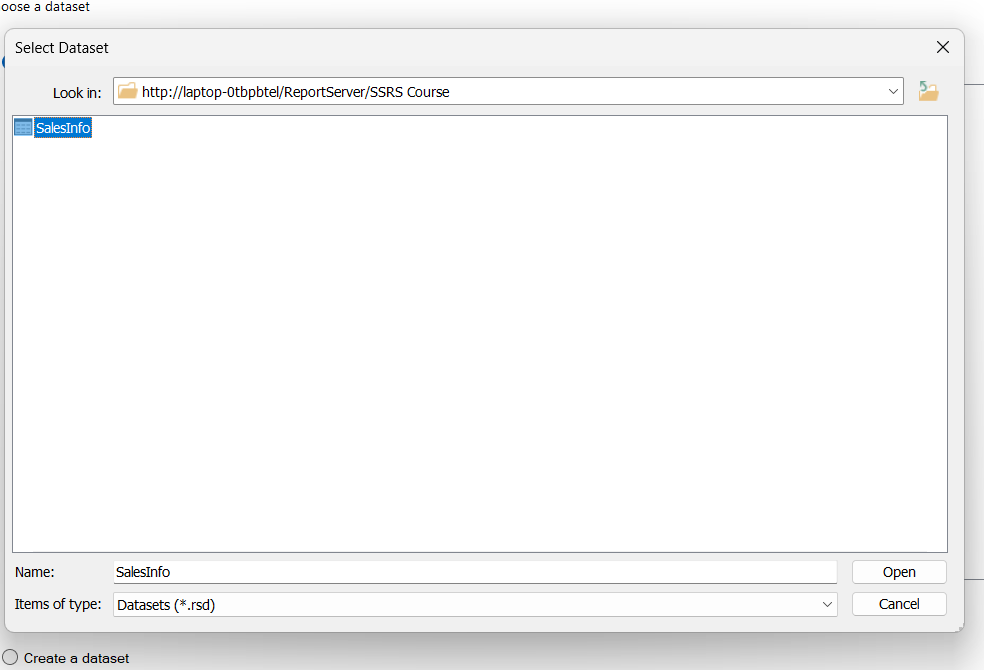 oose a dataset
Select Dataset
Look in: http://laptop-0tbpbtel/ReportServer/SSRS Course
SalesInfo
Name: SalesInfo Open
Items of type: Datasets (*.rsd) Cancel
Create a dataset